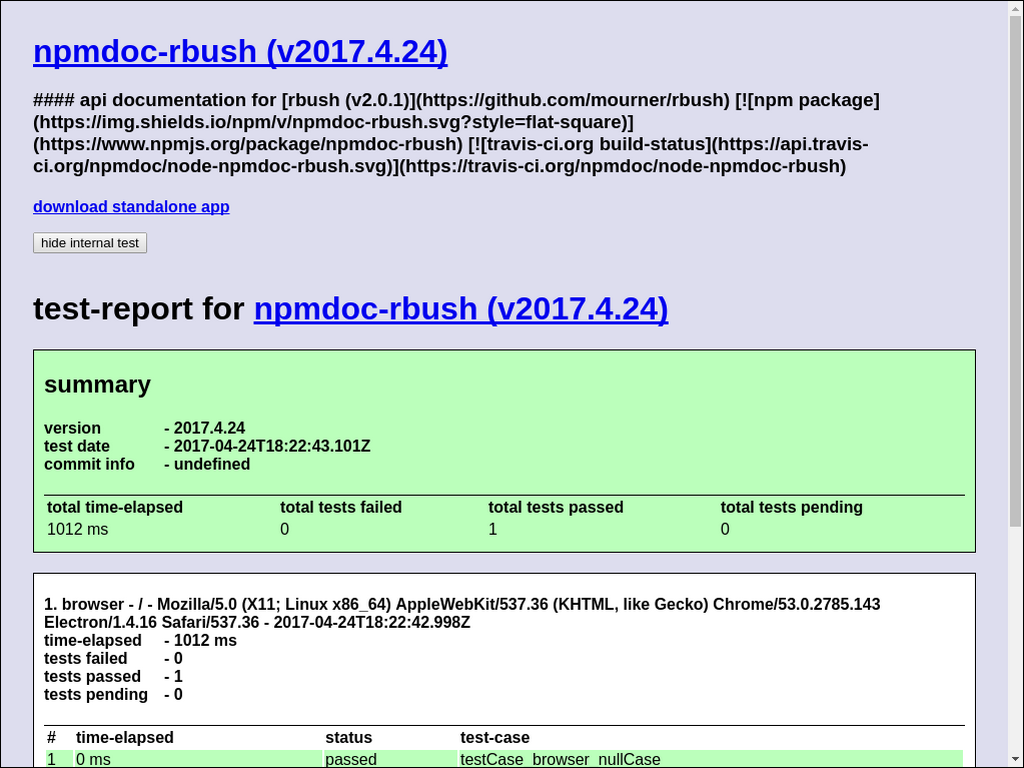 npmdoc-rbush (v2017.4.24)
#### api documentation for [rbush (v2.0.1)](https://github.com/mourner/rbush) [![npm package]
(https://img.shields.io/npm/v/npmdoc-rbush.svg?style=flat-square)]
(https://www.npmjs.org/package/npmdoc-rbush) [![travis-ci.org build-status](https://api.travis-
ci.org/npmdoc/node-npmdoc-rbush.svg)](https://travis-ci.org/npmdoc/node-npmdoc-rbush)
download standalone app
hide internal test
test-report for npmdoc-rbush (v2017.4.24)
summary
version - 2017.4.24
test date - 2017-04-24T18:22:43.101Z
commit info - undefined
total time-elapsed total tests failed total tests passed total tests pending
1012 ms 0 1 0
1. browser - / - Mozilla/5.0 (X11; Linux x86_64) AppleWebKit/537.36 (KHTML, like Gecko) Chrome/53.0.2785.143
Electron/1.4.16 Safari/537.36 - 2017-04-24T18:22:42.998Z
time-elapsed - 1012 ms
tests failed - 0
tests passed - 1
tests pending - 0
# time-elapsed status test-case
1 0 ms passed testCase_browser_nullCase